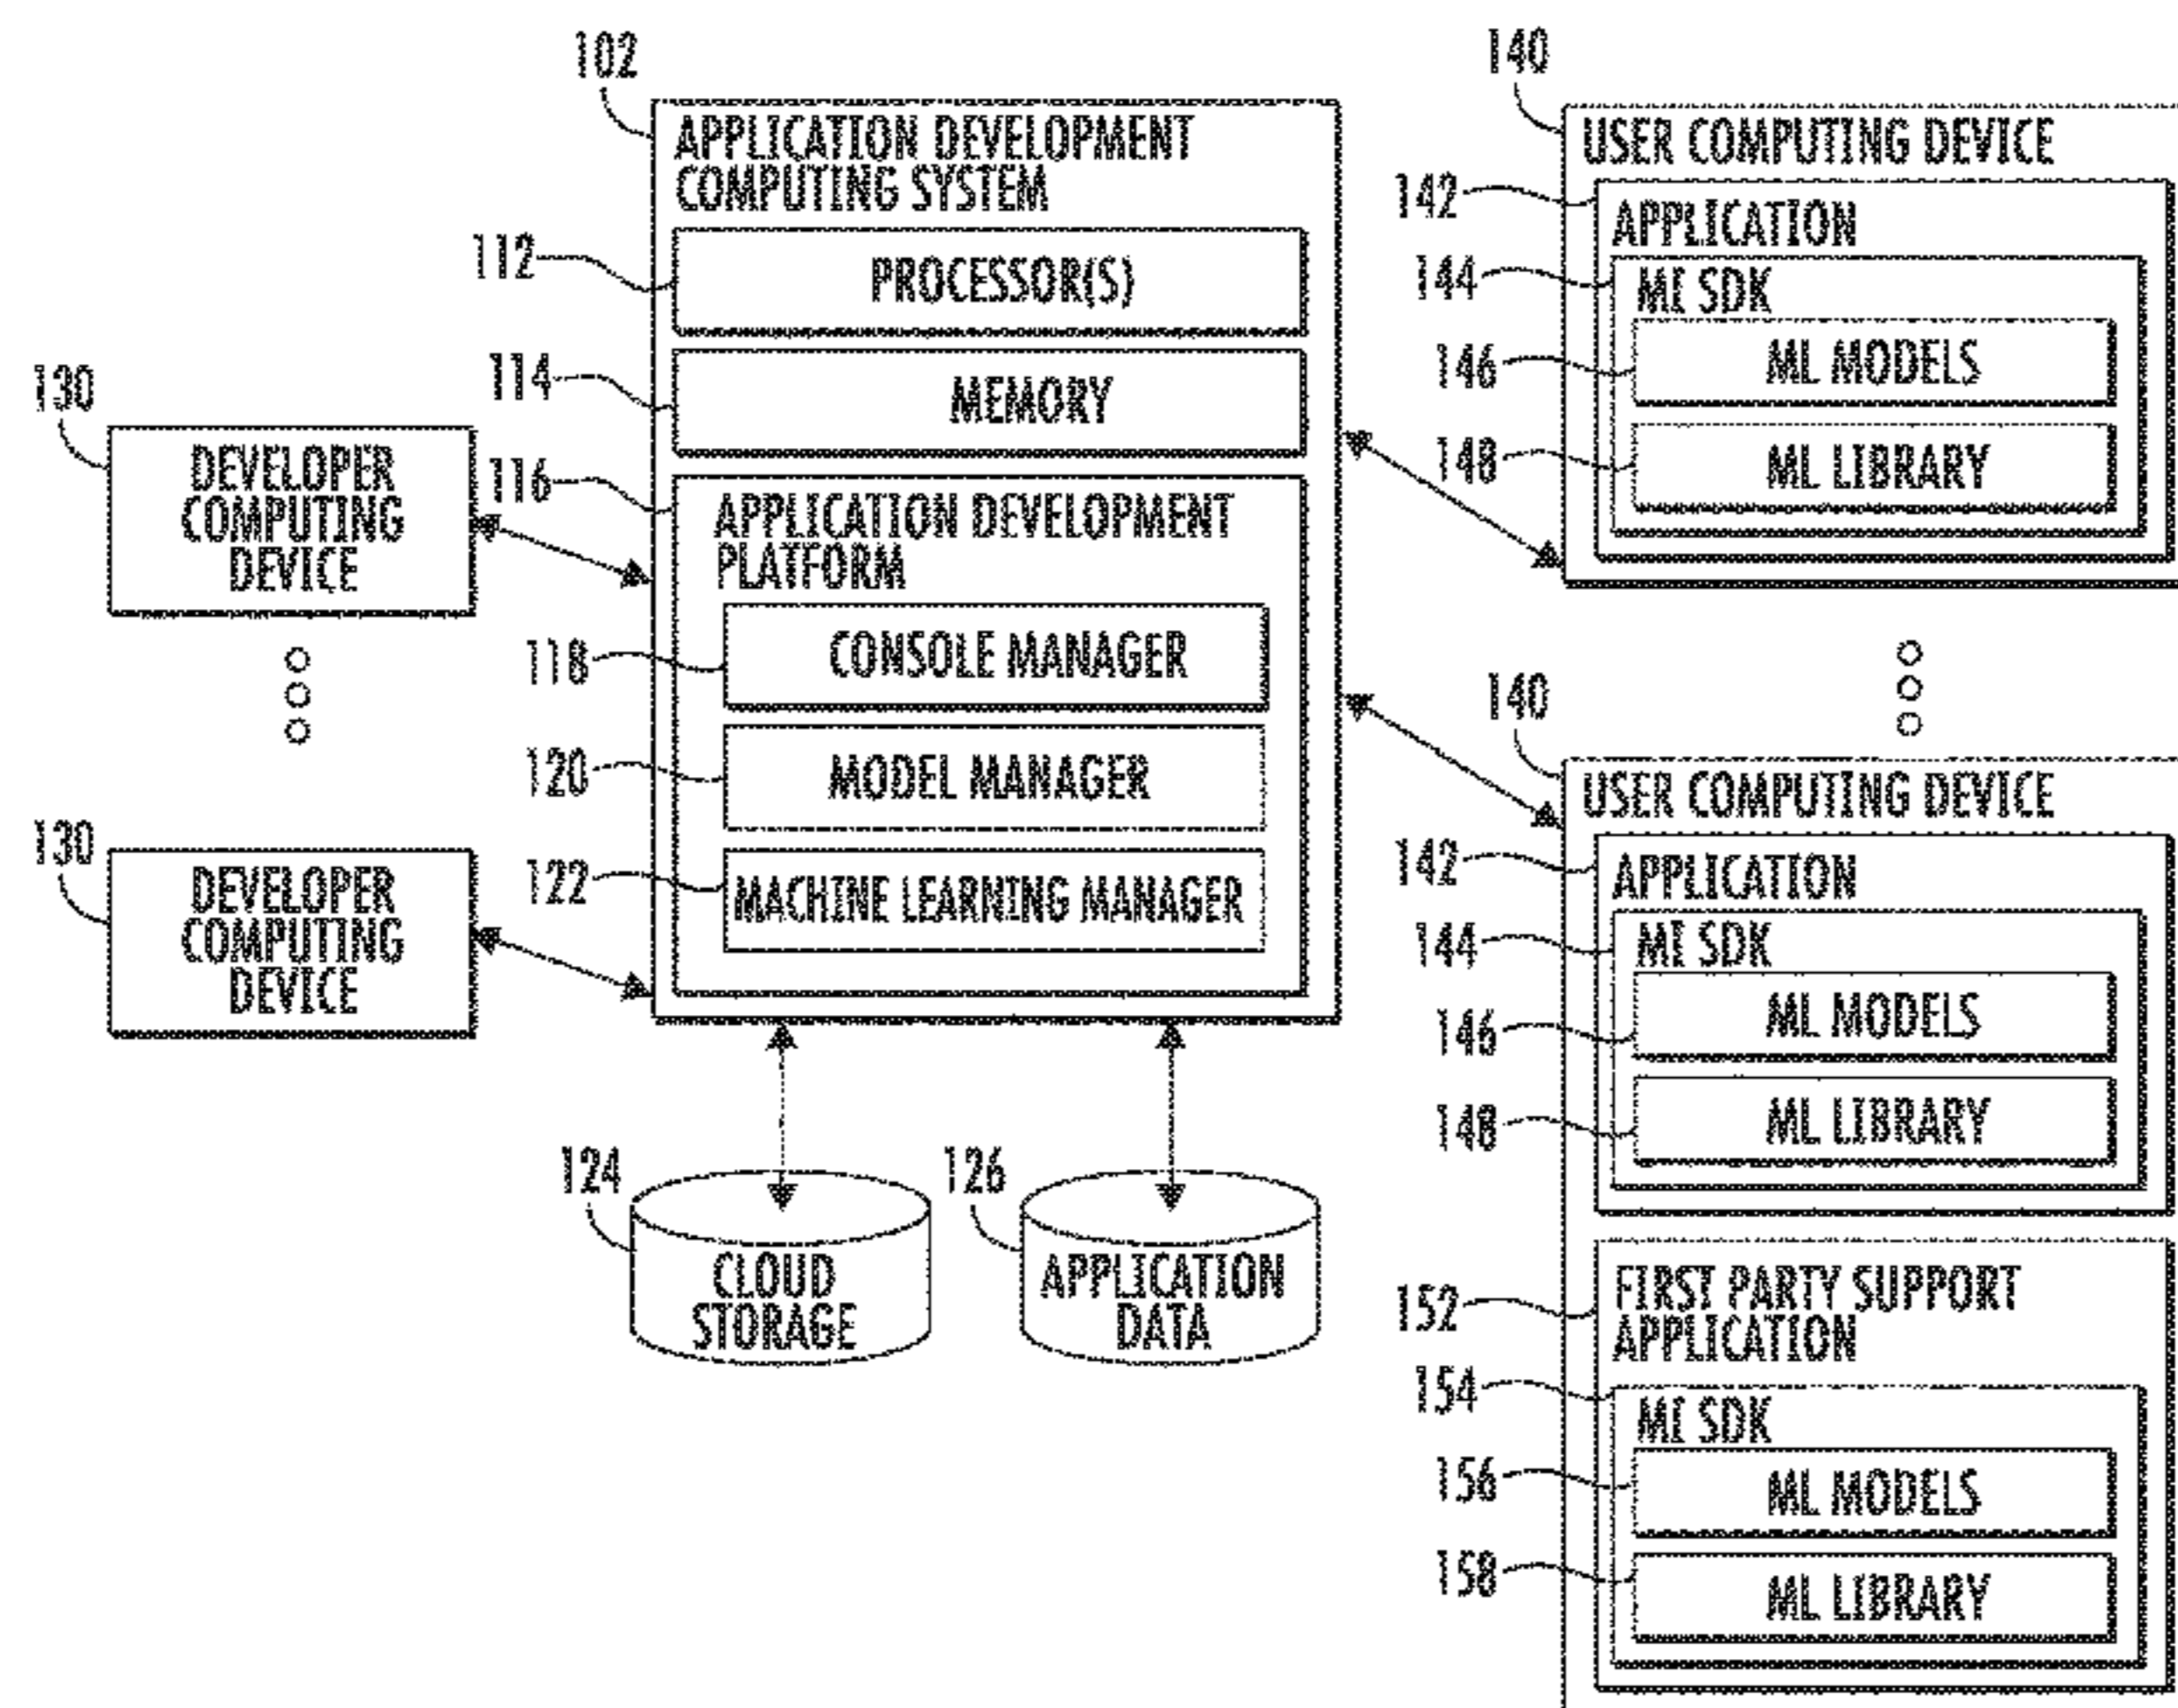 102
APPLICATION DEVELOPMENT
COMPUTING SYSTEM
112
PROCESSOR(S)
114
MEMORY
116
APPLICATION DEVELOPMENT
PLATFORM
118
CONSOLE MANAGER
120
MODEL MANAGER
122
MACHINE LEARNING MANAGER
130
DEVELOPER
COMPUTING
DEVICE
130
DEVELOPER
COMPUTING
DEVICE
124
CLOUD
STORAGE
126
APPLICATION
DATA
140
USER COMPUTING DEVICE
142
APPLICATION
144
ML SDK
146
ML MODELS
148
ML LIBRARY
140
USER COMPUTING DEVICE
142
APPLICATION
144
ML SDK
146
ML MODELS
148
ML LIBRARY
152
FIRST PARTY SUPPORT
APPLICATION
154
ML SDK
156
ML MODELS
158
ML LIBRARY